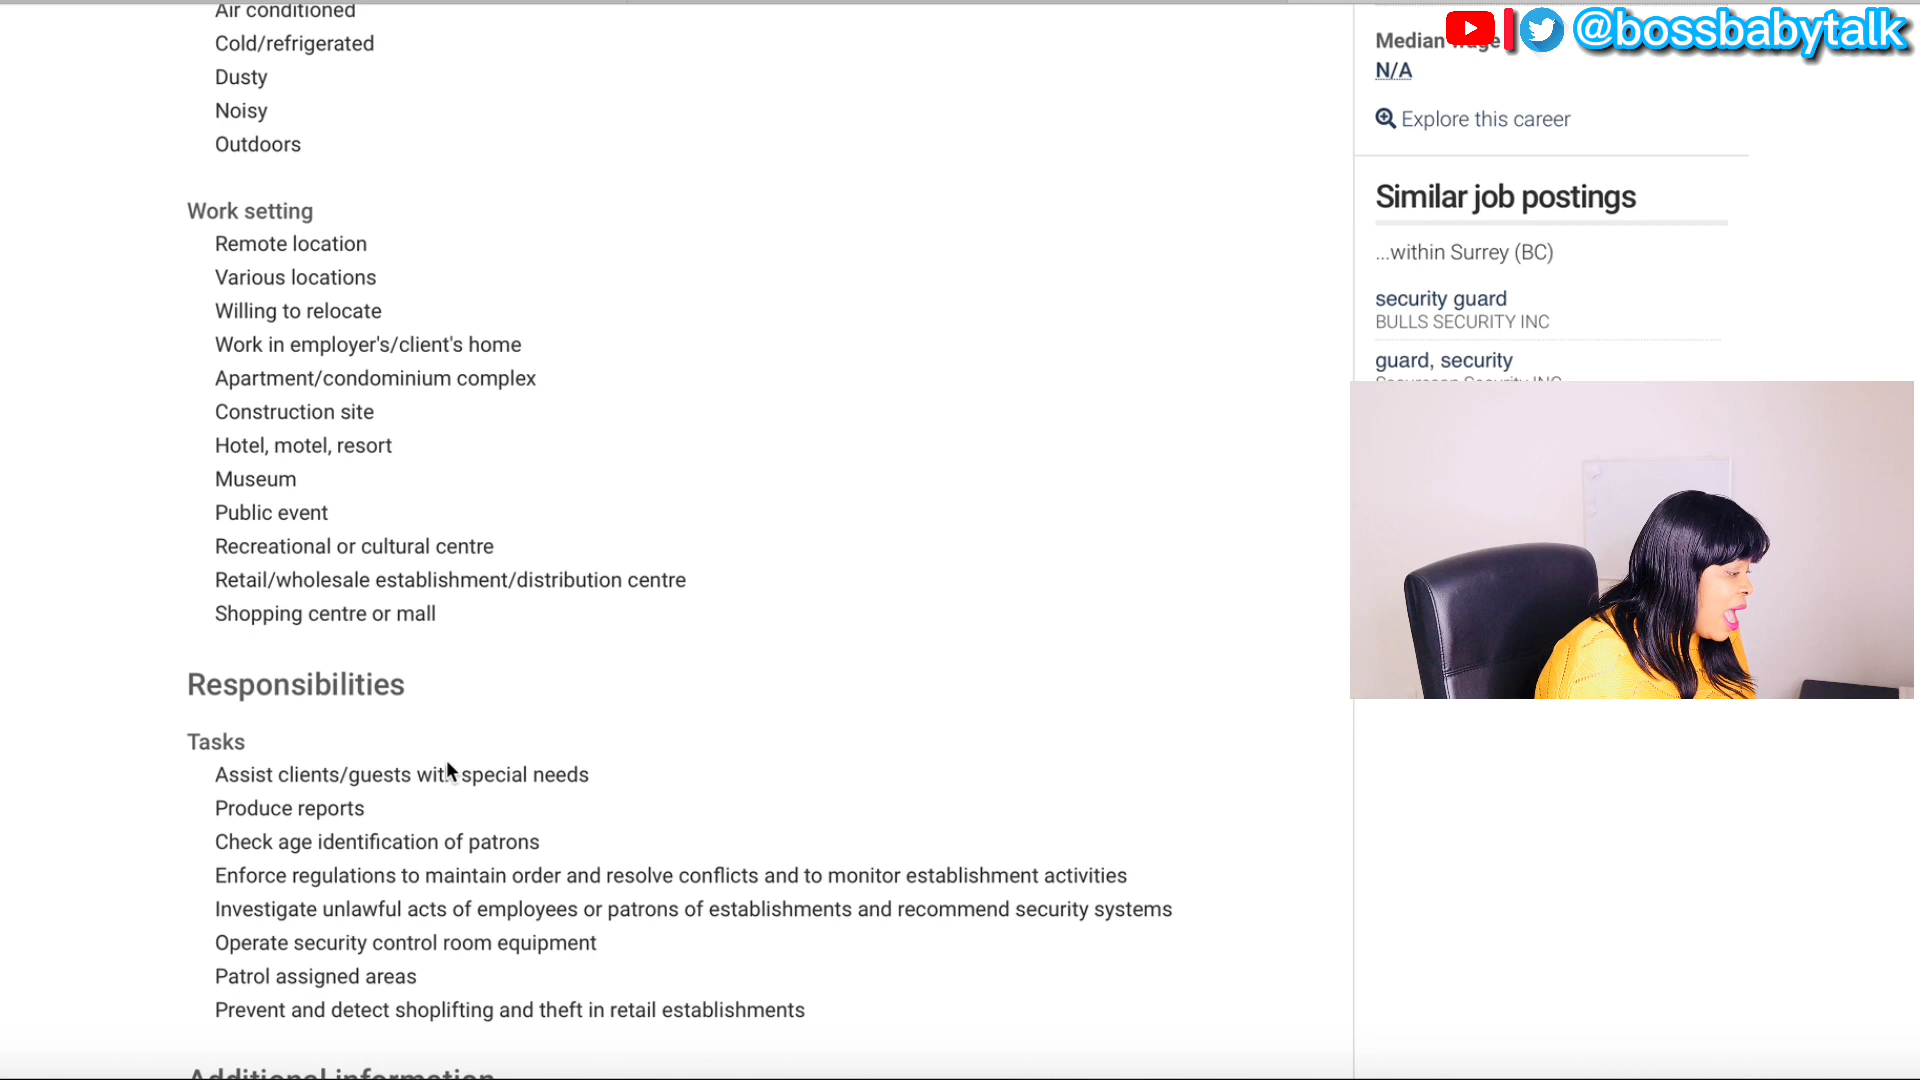 Air conditioned
Cold/refrigerated
Dusty
Noisy
Outdoors
Work setting
Remote location
Various locations
Willing to relocate
Work in employer's/client's home
Apartment/condominium complex
Construction site
Hotel, motel, resort
Museum
Public event
Recreational or cultural centre
Retail/wholesale establishment/distribution centre
Shopping centre or mall
Responsibilities
Tasks
Assist clients/guests with special needs
Produce reports
Check age identification of patrons
Enforce regulations to maintain order and resolve conflicts and to monitor establishment activities
Investigate unlawful acts of employees or patrons of establishments and recommend security systems
Operate security control room equipment
Patrol assigned areas
Prevent and detect shoplifting and theft in retail establishments
Additional information
@bossbabytalk
Median wage
N/A
Explore this career
Similar job postings
...within Surrey (BC)
security guard
BULLS SECURITY INC
guard, security